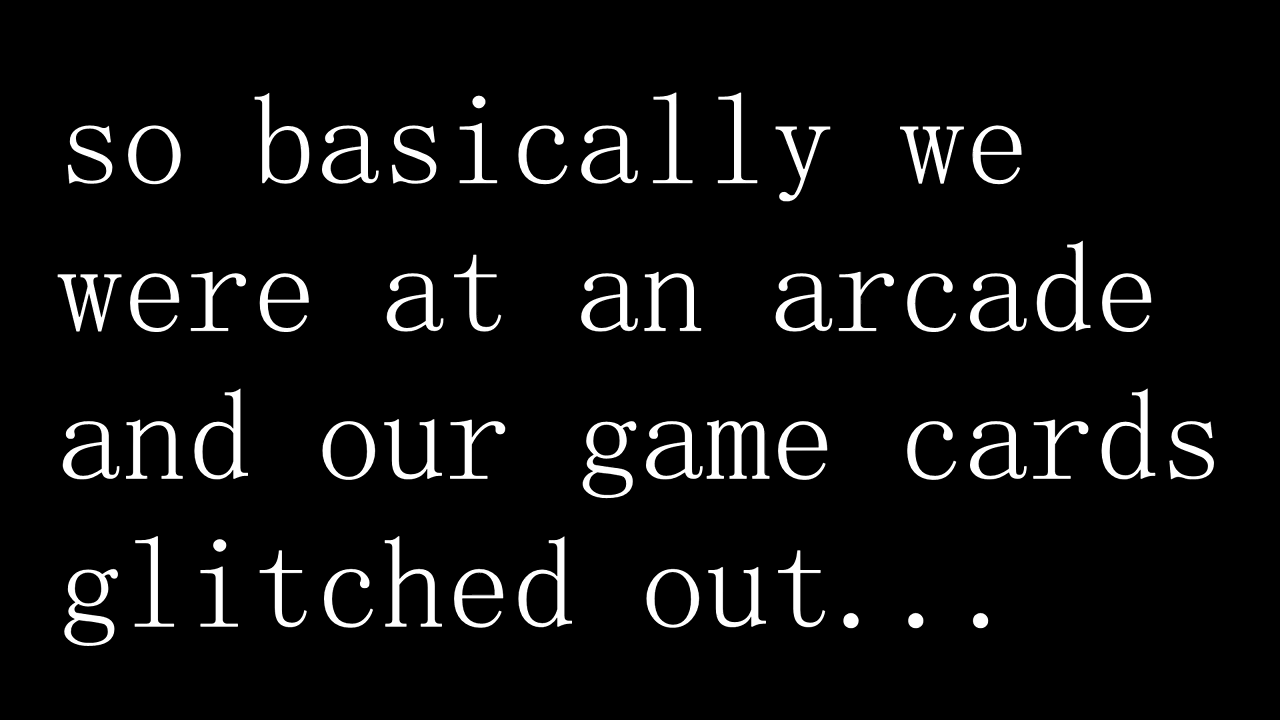 so basically we
were at an arcade
and our game cards
glitched out...